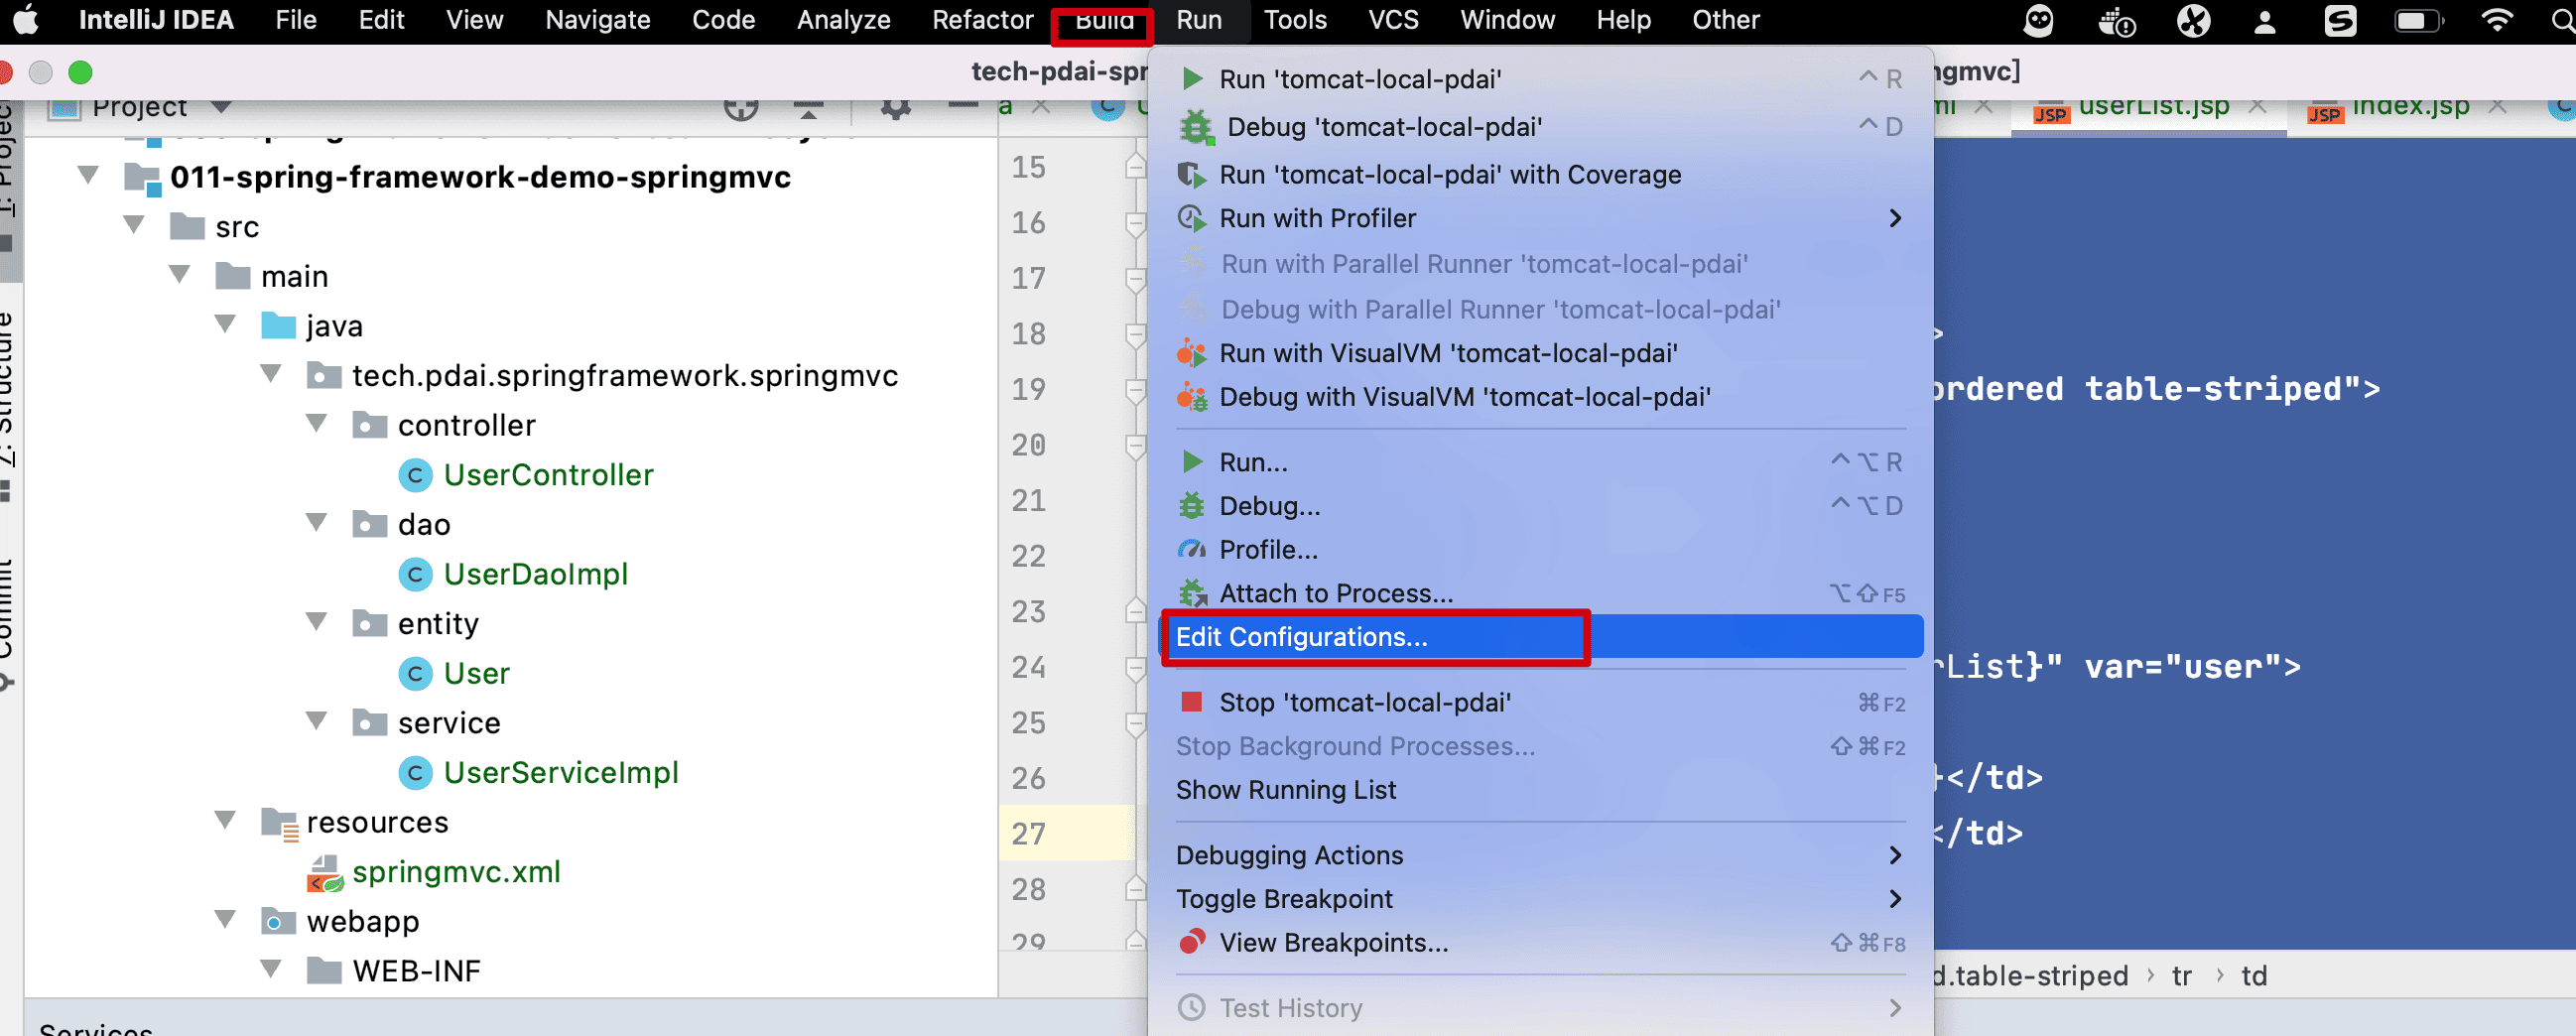 IntelliJ IDEA File Edit View Navigate Code Analyze Refactor Build Run Tools VCS Window Help Other
tech-pdai-spr
ngmvc]
Project
a
userList.jsp
index.jsp
1: Project
Z: Structure
Commit
011-spring-framework-demo-springmvc
src
main
java
tech.pdai.springframework.springmvc
controller
UserController
dao
UserDaoImpl
entity
User
service
UserServiceImpl
resources
springmvc.xml
webapp
WEB-INF
Services
15
16
17
18
19
20
21
22
23
24
25
26
27
28
29
Run 'tomcat-local-pdai' ^ R
Debug 'tomcat-local-pdai' ^ D
Run 'tomcat-local-pdai' with Coverage
Run with Profiler
Run with Parallel Runner 'tomcat-local-pdai'
Debug with Parallel Runner 'tomcat-local-pdai'
Run with VisualVM 'tomcat-local-pdai'
Debug with VisualVM 'tomcat-local-pdai'
Run... ^ ⌥ R
Debug... ^ ⌥ D
Profile...
Attach to Process... ⌥ ⇧ F5
Edit Configurations...
Stop 'tomcat-local-pdai' ⌘ F2
Stop Background Processes... ⇧ ⌘ F2
Show Running List
Debugging Actions
Toggle Breakpoint
View Breakpoints... ⇧ ⌘ F8
Test History
>
ordered table-striped">
rList}" var="user">
}</td>
</td>
d.table-striped › tr › td